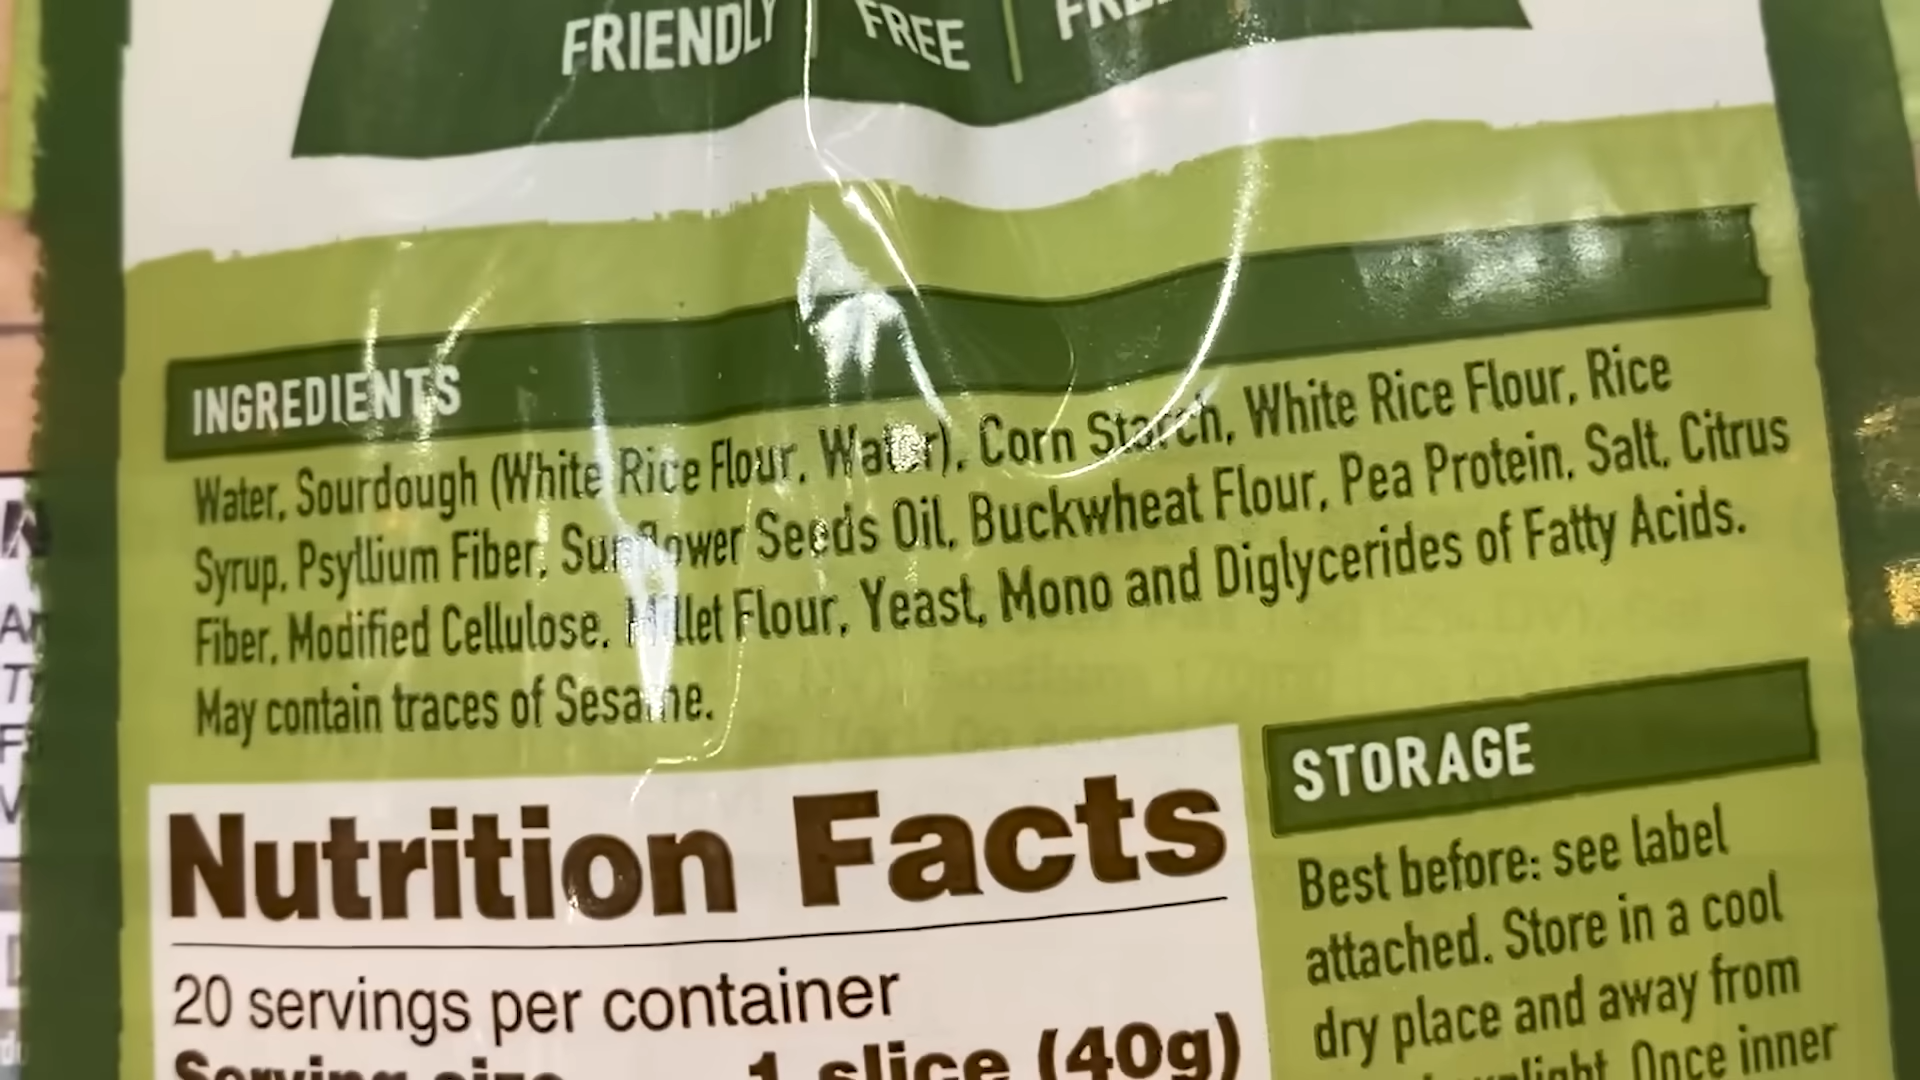 FRIENDLY
FREE
INGREDIENTS
Water, Sourdough (White Rice Flour, Water), Corn Starch, White Rice Flour, Rice
Syrup, Psyllium Fiber, Sunflower Seeds Oil, Buckwheat Flour, Pea Protein, Salt, Citrus
Fiber, Modified Cellulose, Millet Flour, Yeast, Mono and Diglycerides of Fatty Acids.
May contain traces of Sesame.
Nutrition Facts
20 servings per container
Serving size 1 slice (40g)
STORAGE
Best before: see label
attached. Store in a cool
dry place and away from
Once inner